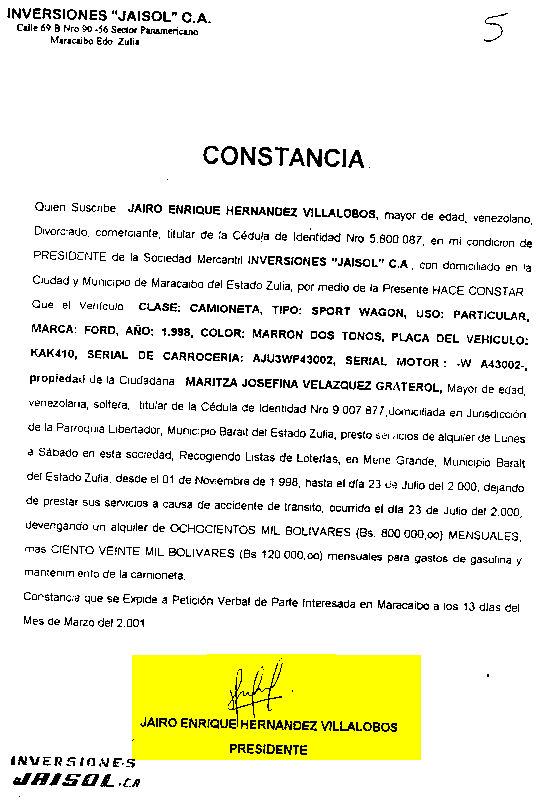 INVERSIONES "JAISOL" C.A.
Calle 69 B Nro 90 -56 Sector Panamericano
Maracaibo Edo Zulia
5
CONSTANCIA
Quien Suscribe JAIRO ENRIQUE HERNANDEZ VILLALOBOS, mayor de edad, venezolano,
Divorciado, comerciante, titular de la Cédula de Identidad Nro 5.800 087, en mi condicion de
PRESIDENTE de la Sociedad Mercantil INVERSIONES "JAISOL" C.A , con domiciliado en la
Ciudad y Municipio de Maracaibo del Estado Zulia, por medio de la Presente HACE CONSTAR
Que el Vehículo CLASE: CAMIONETA, TIPO: SPORT WAGON, USO: PARTICULAR,
MARCA: FORD, AÑO: 1.998, COLOR: MARRON DOS TONOS, PLACA DEL VEHICULO:
KAK410, SERIAL DE CARROCERIA: AJU3WP43002, SERIAL MOTOR : -W A43002-,
propiedad de la Ciudadana MARITZA JOSEFINA VELAZQUEZ GRATEROL, Mayor de edad,
venezolana, soltera, titular de la Cédula de Identidad Nro 9 007 877,domiciliada en Jurisdicción
de la Parroquia Libertador, Municipio Baralt del Estado Zulia, presto servicios de alquiler de Lunes
a Sábado en esta sociedad, Recogiendo Listas de Loterías, en Mene Grande, Municipio Baralt
del Estado Zulia, desde el 01 de Noviembre de 1 998, hasta el día 23 de Julio del 2.000, dejando
de prestar sus servicios a causa de accidente de tránsito, ocurrido el día 23 de Julio del 2.000,
devengando un alquiler de OCHOCIENTOS MIL BOLIVARES (Bs. 800 000,oo) MENSUALES,
mas CIENTO VEINTE MIL BOLIVARES (Bs 120 000,oo) mensuales para gastos de gasolina y
mantenimiento de la camioneta.
Constancia que se Expide a Petición Verbal de Parte Interesada en Maracaibo a los 13 días del
Mes de Marzo del 2.001
JAIRO ENRIQUE HERNANDEZ VILLALOBOS
PRESIDENTE
INVERSIONES
JAISOL.CA